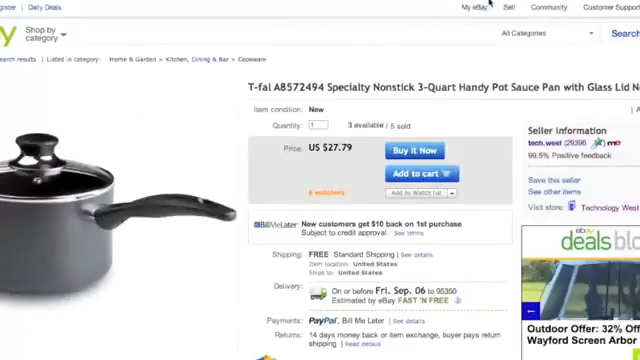 gister | Daily Deals
My eBay Sell Community Customer Support
y Shop by category
All Categories Search
earch results | Listed in category: Home & Garden > Kitchen, Dining & Bar > Cookware
T-fal A8572494 Specialty Nonstick 3-Quart Handy Pot Sauce Pan with Glass Lid N
Item condition: New
Quantity: 1 3 available / 5 sold
Price: US $27.79
Buy It Now
Add to cart
6 watchers Add to Watch list
BillMeLater New customers get $10 back on 1st purchase
Subject to credit approval. See terms
Shipping: FREE Standard Shipping | See details
Item location: United States
Ships to: United States
Delivery: On or before Fri. Sep. 06 to 95350
Estimated by eBay FAST 'N FREE
Payments: PayPal, Bill Me Later | See details
Returns: 14 days money back or item exchange, buyer pays return
shipping | Read details
Seller information
tech.west (29396 me
99.5% Positive feedback
Save this seller
See other items
Visit store: Technology West
ebay
deals blo
Outdoor Offer: 32% Off
Wayford Screen Arbor